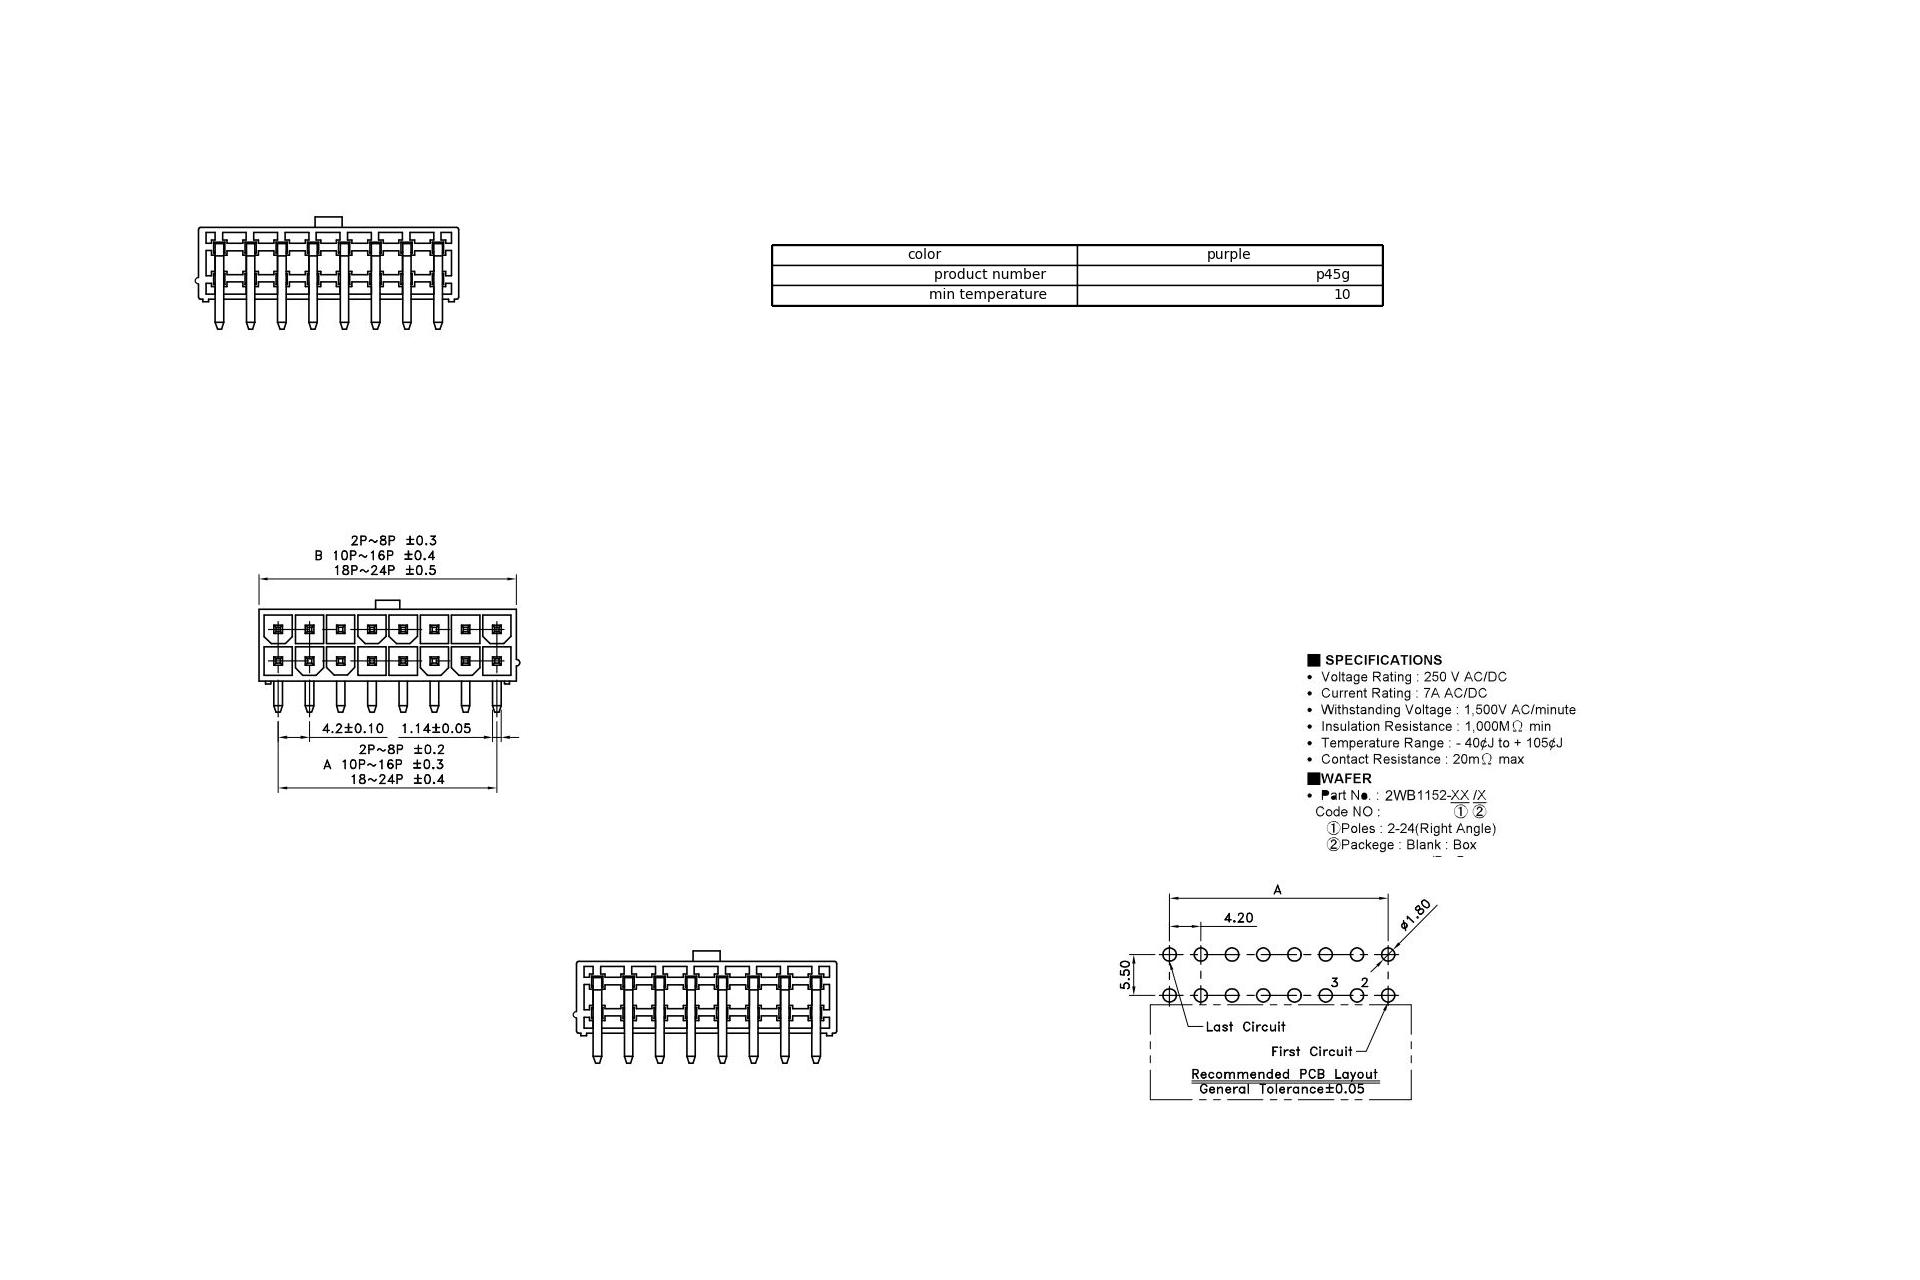 color purple
product number p45g
min temperature 10
2P~8P ±0.3
B 10P~16P ±0.4
18P~24P ±0.5
4.2±0.10 1.14±0.05
2P~8P ±0.2
A 10P~16P ±0.3
18~24P ±0.4
■ SPECIFICATIONS
• Voltage Rating : 250 V AC/DC
• Current Rating : 7A AC/DC
• Withstanding Voltage : 1,500V AC/minute
• Insulation Resistance : 1,000MΩ min
• Temperature Range : - 40¢J to + 105¢J
• Contact Resistance : 20mΩ max
■WAFER
• Part No. : 2WB1152-XX /X
Code NO : ① ②
①Poles : 2-24(Right Angle)
②Packege : Blank : Box
A
4.20
ø1.80
5.50
3 2
Last Circuit
First Circuit
Recommended PCB Layout
General Tolerance±0.05